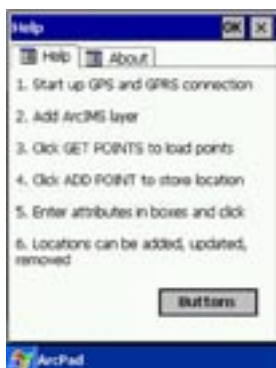 Help OK X
Help About
1. Start up GPS and GPRS connection
2. Add ArcIMS layer
3. Click GET POINTS to load points
4. Click ADD POINT to store location
5. Enter attributes in boxes and click
6. Locations can be added, updated,
removed
Buttons
ArcPad